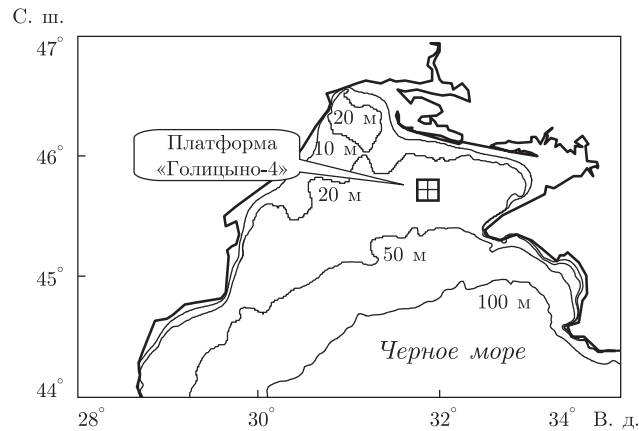 С. ш.
47°
20 м
10 м
Платформа
«Голицыно-4»
46°
20 м
50 м
45°
100 м
Черное море
44°
28° 30° 32° 34° В. д.